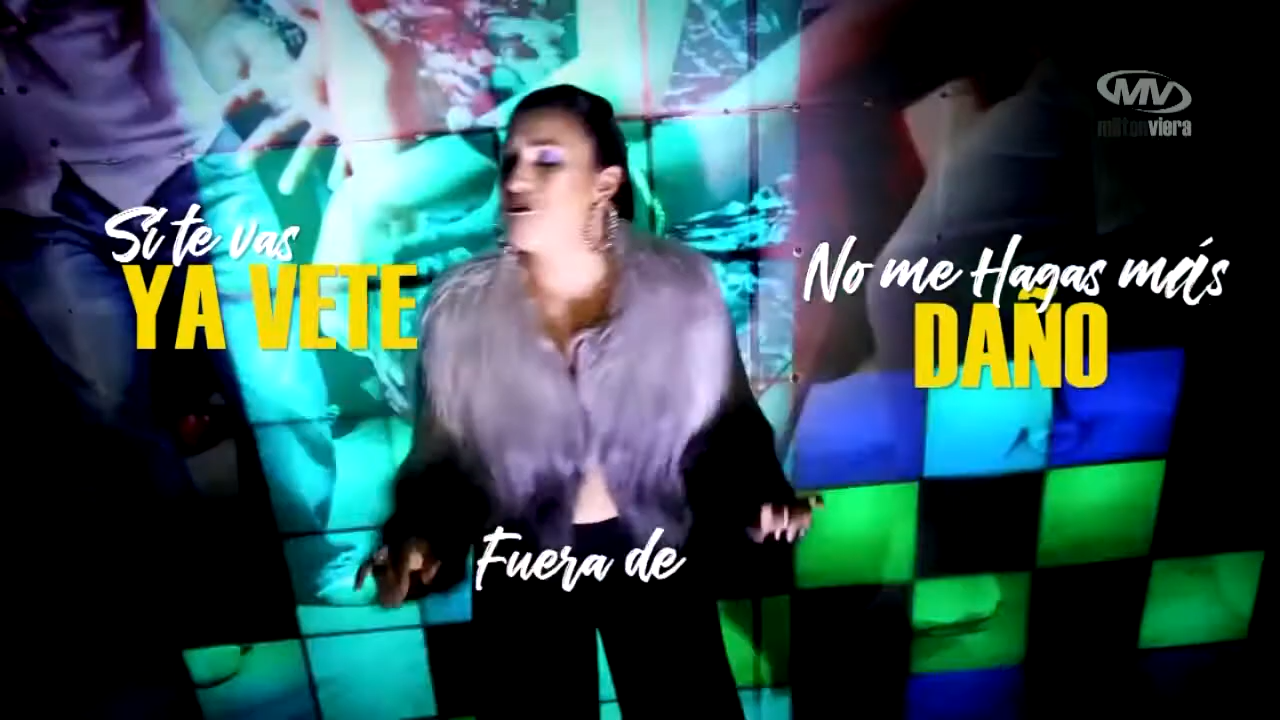 Si te vas
YA VETE
No me Hagas más
DAÑO
Fuera de
MV
miltonviera